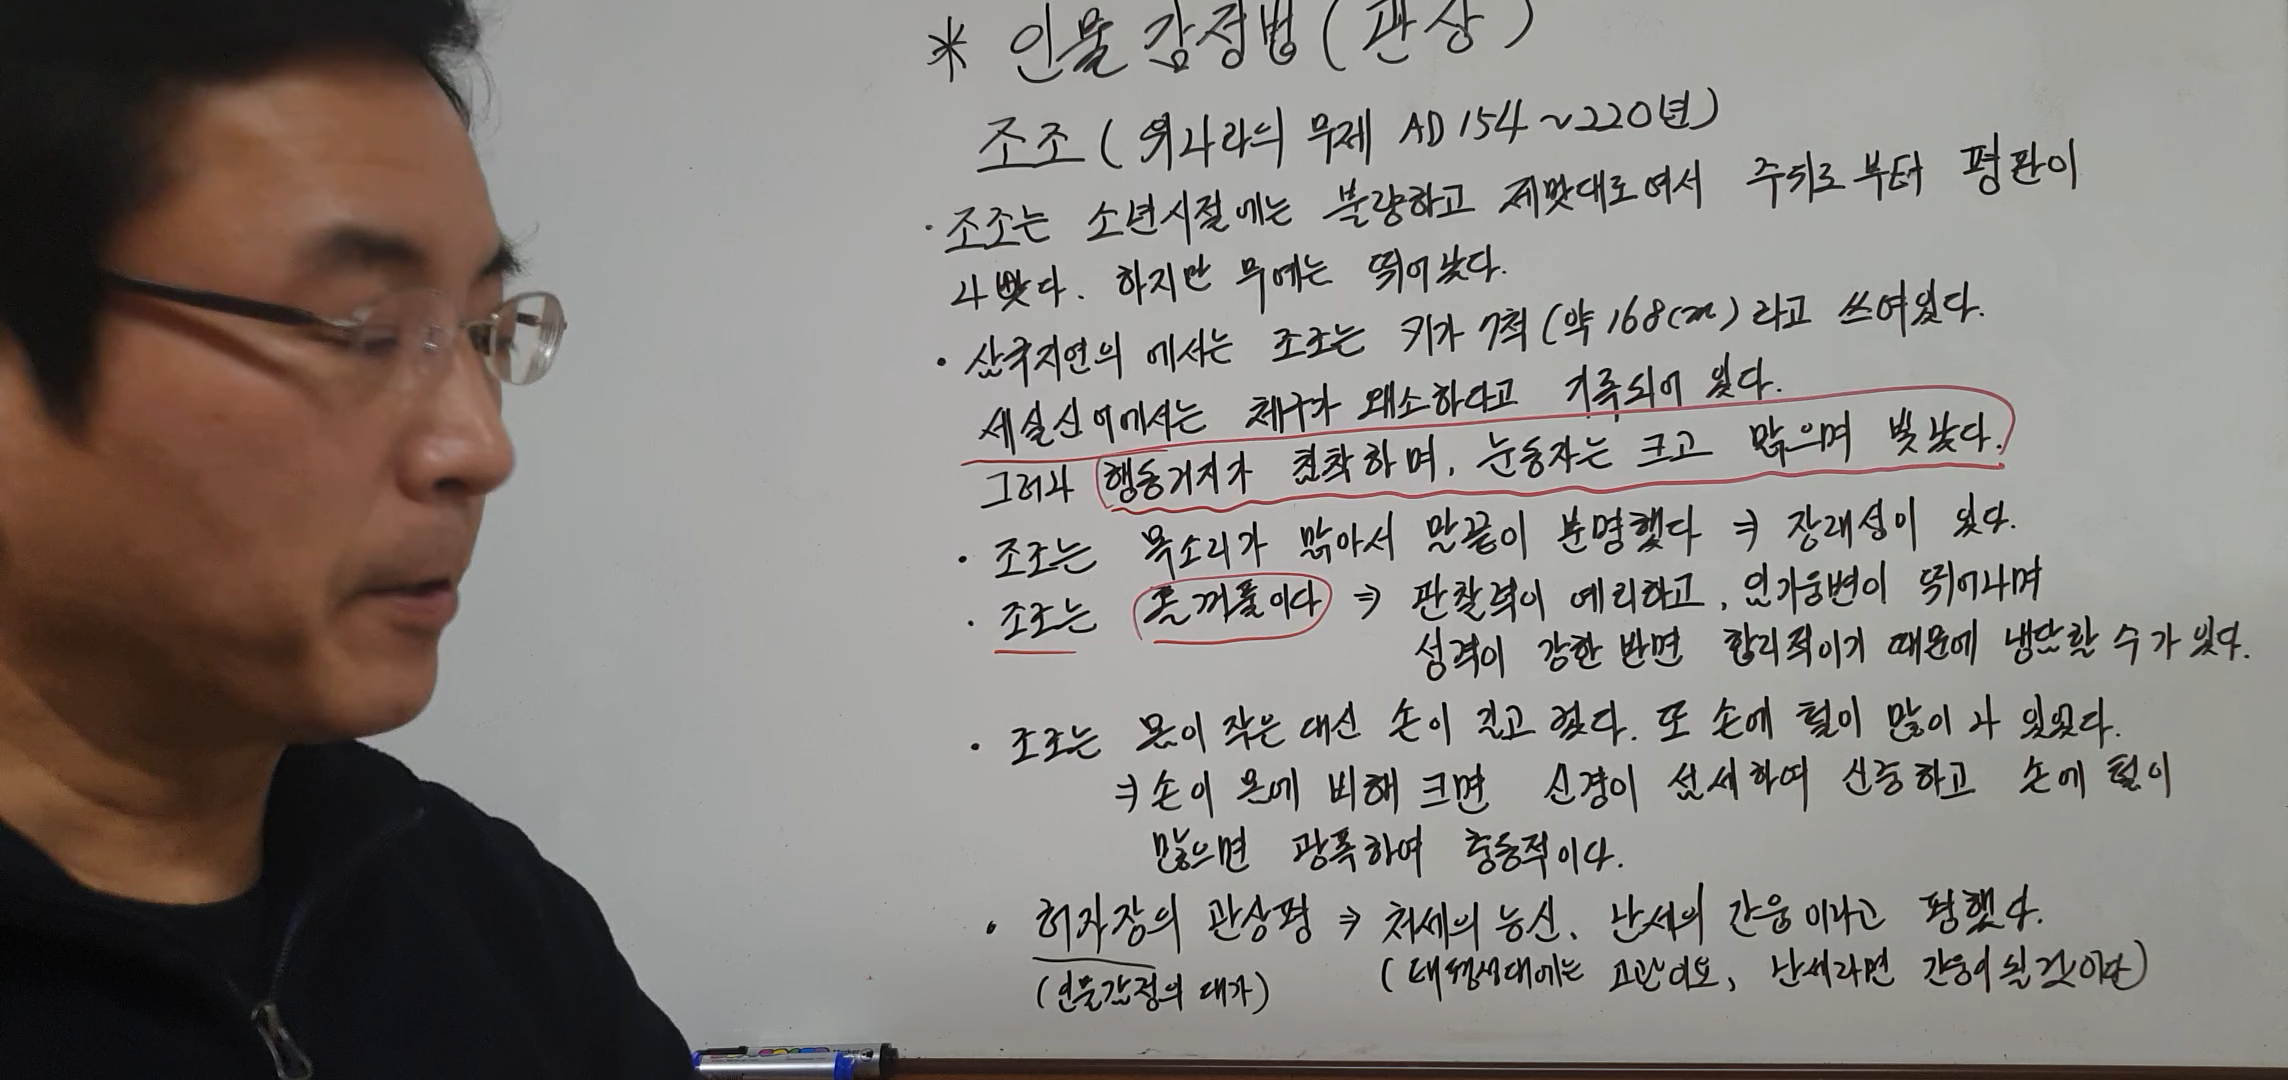 * 인물 감정법 (관상)
조조 (위나라의 무제 AD 154 ~ 220년)
· 조조는 소년시절에는 불량하고 제멋대로여서 주위로부터 평판이
나빴다. 하지만 무예는 뛰어났다.
· 삼국지연의 에서는 조조는 키가 7척 (약 168cm) 라고 쓰여있다.
세설신어에서는 체구가 왜소하다고 기록되어 있다.
그러나 행동거지가 침착하며, 눈동자는 크고 맑으며 빛났다.
· 조조는 목소리가 맑아서 말끝이 분명했다 ⇒ 장래성이 있다.
· 조조는 홑꺼풀이다 ⇒ 관찰력이 예리하고, 임기웅변이 뛰어나며
성격이 강한 반면 합리적이기 때문에 냉담할 수가 있다.
· 조조는 몸이 작은 대신 손이 길고 컸다. 또 손에 털이 많이 나 있었다.
⇒ 손이 몸에 비해 크면 신경이 섬세하며 신중하고 손에 털이
많으면 광폭하여 충동적이다.
· 허자장의 관상평 ⇒ 치세의 능신, 난세의 간웅이라고 평했다.
(인물감정의 대가) (태평성대에는 고관이요, 난세라면 간웅이 될 것이다)